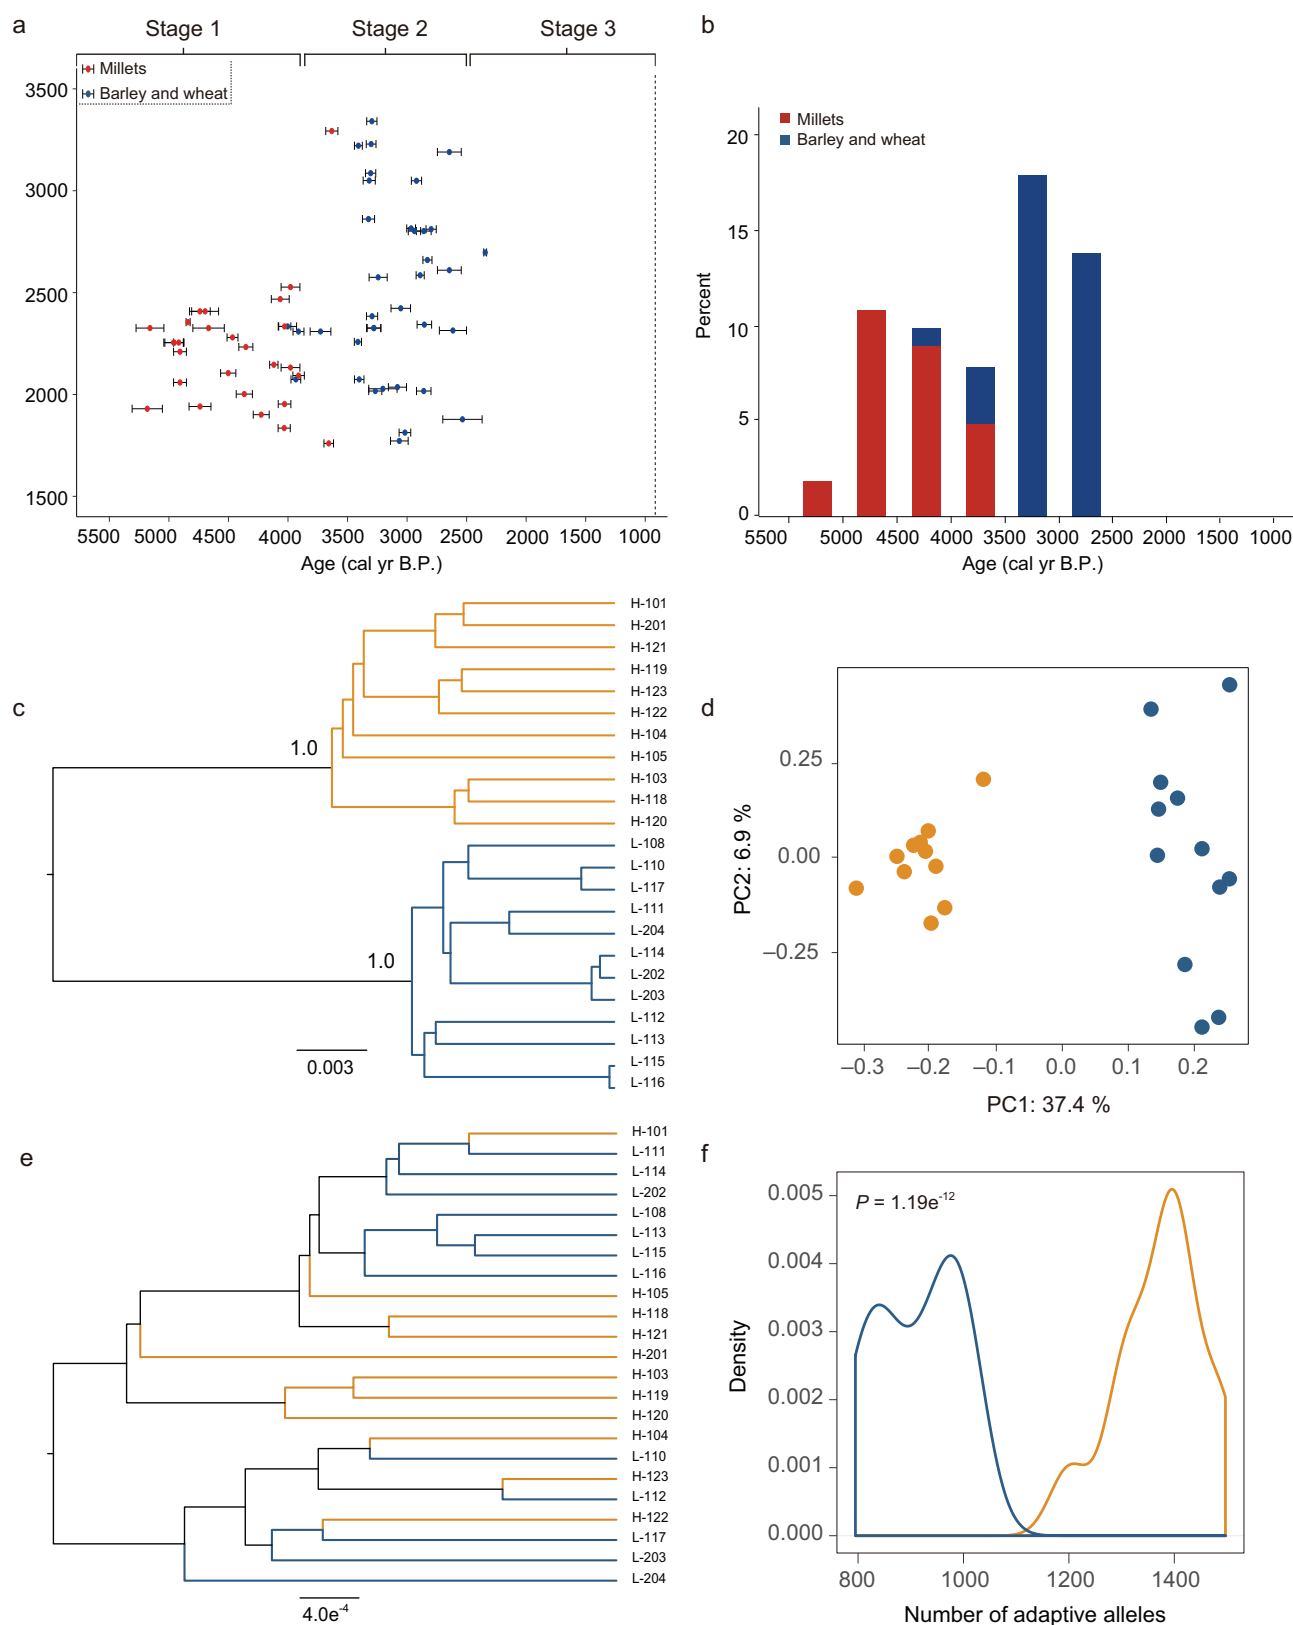 a
Stage 1
Stage 2
Stage 3
Millets
Barley and wheat
3500
3000
2500
2000
1500
5500 5000 4500 4000 3500 3000 2500 2000 1500 1000
Age (cal yr B.P.)
b
Millets
Barley and wheat
20
15
10
5
0
Percent
5500 5000 4500 4000 3500 3000 2500 2000 1500 1000
Age (cal yr B.P.)
c
1.0
1.0
H-101
H-201
H-121
H-119
H-123
H-122
H-104
H-105
H-103
H-118
H-120
L-108
L-110
L-117
L-111
L-204
L-114
L-202
L-203
L-112
L-113
L-115
L-116
0.003
d
0.25
0.00
−0.25
PC2: 6.9 %
−0.3 −0.2 −0.1 0.0 0.1 0.2
PC1: 37.4 %
e
H-101
L-111
L-114
L-202
L-108
L-113
L-115
L-116
H-105
H-118
H-121
H-201
H-103
H-119
H-120
H-104
L-110
H-123
L-112
H-122
L-117
L-203
L-204
4.0e-4
f
P = 1.19e-12
0.005
0.004
0.003
0.002
0.001
0.000
Density
800 1000 1200 1400
Number of adaptive alleles